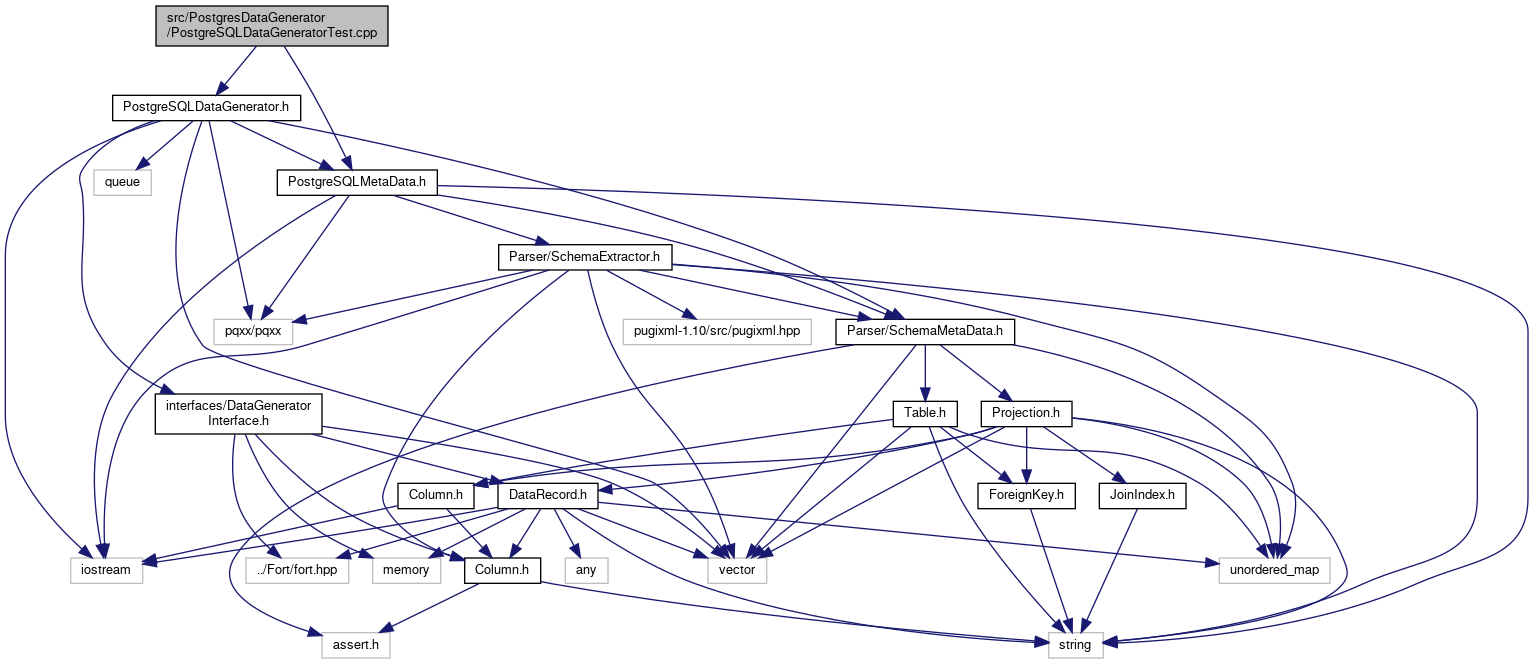 src/PostgresDataGenerator
/PostgreSQLDataGeneratorTest.cpp
PostgreSQLDataGenerator.h
queue
PostgreSQLMetaData.h
Parser/SchemaExtractor.h
pqxx/pqxx
pugixml-1.10/src/pugixml.hpp
Parser/SchemaMetaData.h
interfaces/DataGenerator
Interface.h
Table.h
Projection.h
Column.h
DataRecord.h
ForeignKey.h
JoinIndex.h
iostream
../Fort/fort.hpp
memory
Column.h
any
vector
unordered_map
assert.h
string